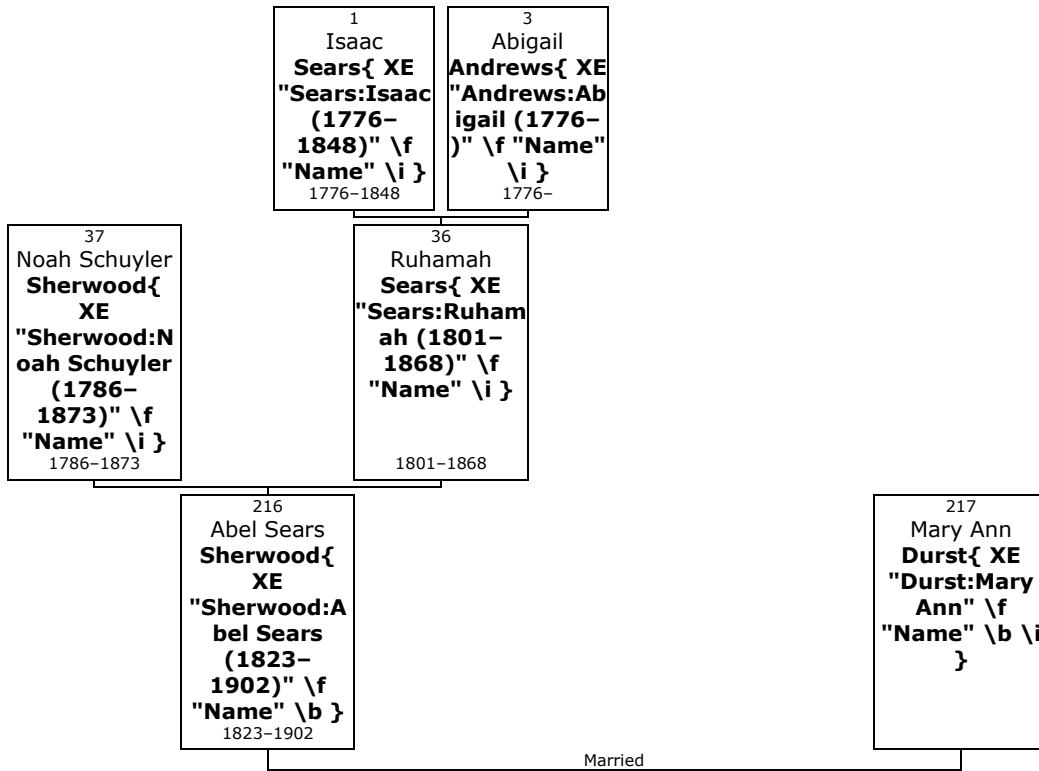 1
Isaac
Sears{ XE
"Sears:Isaac
(1776–
1848)" \f
"Name" \i }
1776–1848
3
Abigail
Andrews{ XE
"Andrews:Ab
igail (1776–
)" \f "Name"
\i }
1776–
37
Noah Schuyler
Sherwood{
XE
"Sherwood:N
oah Schuyler
(1786–
1873)" \f
"Name" \i }
1786–1873
36
Ruhamah
Sears{ XE
"Sears:Ruham
ah (1801–
1868)" \f
"Name" \i }
1801–1868
216
Abel Sears
Sherwood{
XE
"Sherwood:A
bel Sears
(1823–
1902)" \f
"Name" \b }
1823–1902
217
Mary Ann
Durst{ XE
"Durst:Mary
Ann" \f
"Name" \b \i
}
Married